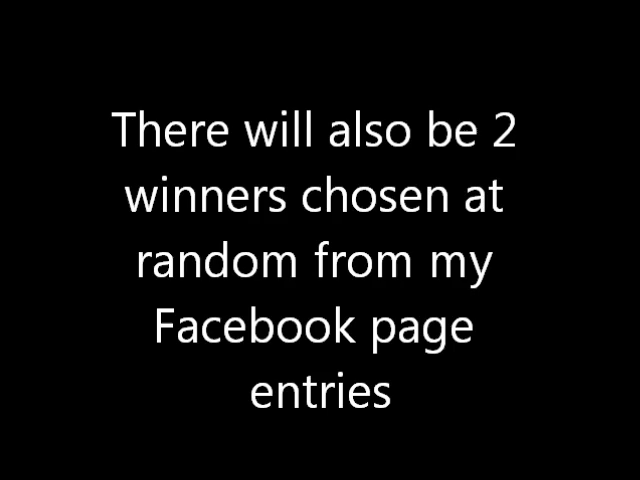 There will also be 2
winners chosen at
random from my
Facebook page
entries